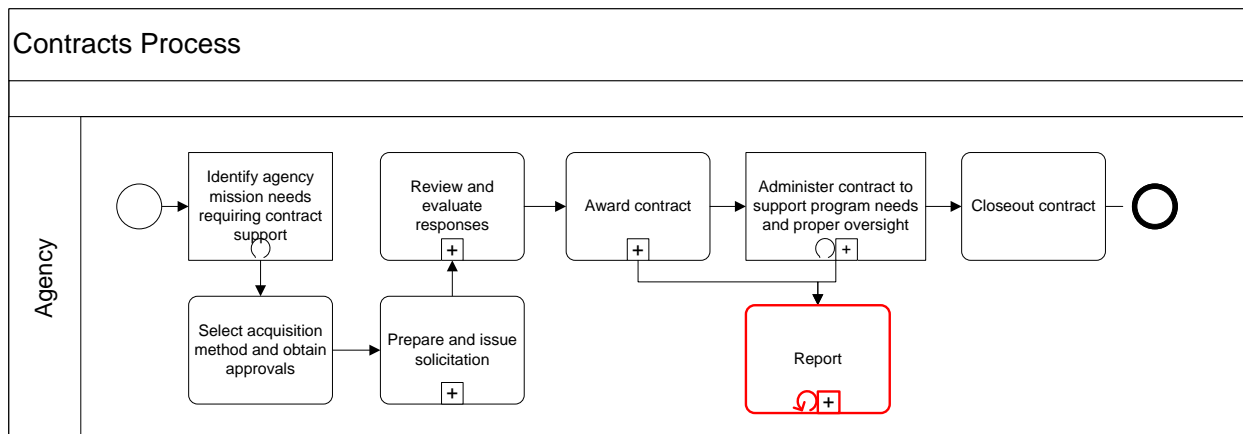 Contracts Process
Agency
Identify agency
mission needs
requiring contract
support
Select acquisition
method and obtain
approvals
Prepare and issue
solicitation
Review and
evaluate
responses
Award contract
Administer contract to
support program needs
and proper oversight
Report
Closeout contract